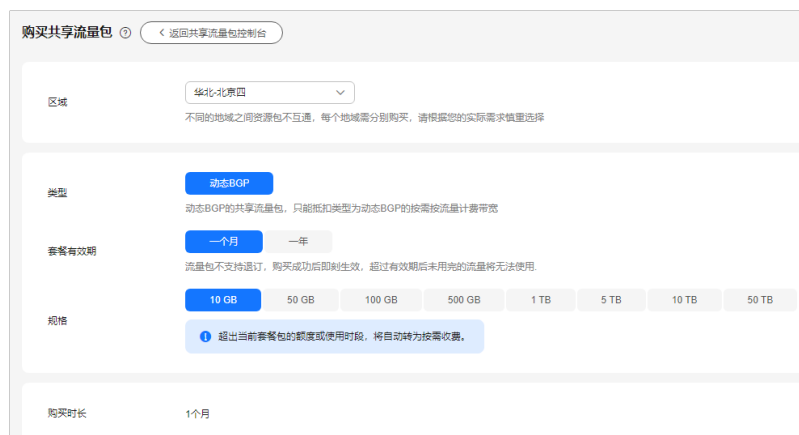 购买共享流量包 ? < 返回共享流量包控制台
区域
华北-北京四
不同的地域之间资源包不互通，每个地域需分别购买，请根据您的实际需求慎重选择
类型
动态BGP
动态BGP的共享流量包，只能抵扣类型为动态BGP的按需按流量计费带宽
套餐有效期
一个月 一年
流量包不支持退订，购买成功后即刻生效，超过有效期后未用完的流量将无法使用.
规格
10 GB 50 GB 100 GB 500 GB 1 TB 5 TB 10 TB 50 TB
超出当前套餐包的额度或使用时段，将自动转为按需收费。
购买时长 1个月